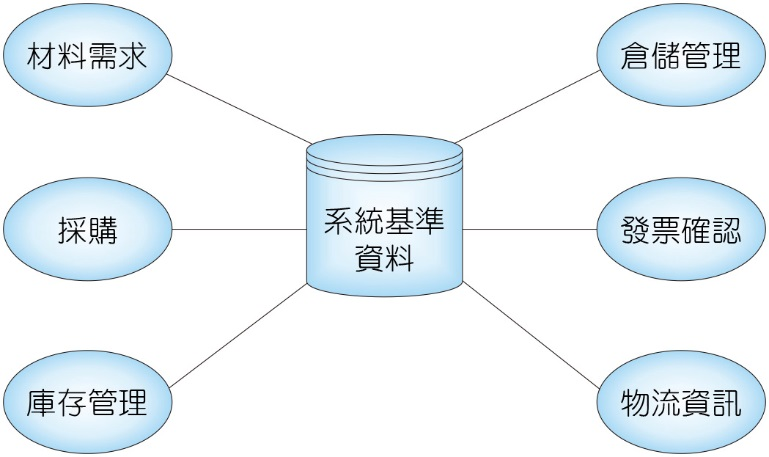 材料需求
倉儲管理
採購
系統基準
資料
發票確認
庫存管理
物流資訊